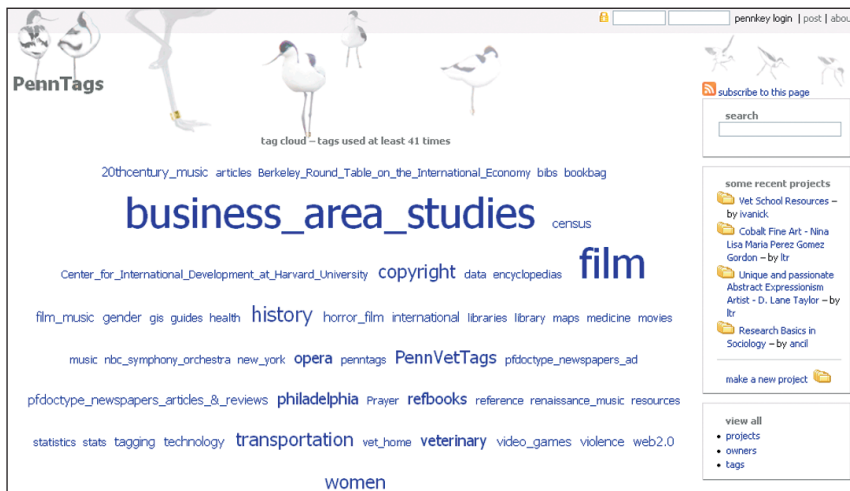 pennkey login | post | abou
PennTags
subscribe to this page
tag cloud – tags used at least 41 times
20thcentury_music articles Berkeley_Round_Table_on_the_International_Economy bibs bookbag
business_area_studies census
Center_for_International_Development_at_Harvard_University copyright data encyclopedias film
film_music gender gis guides health history horror_film international libraries library maps medicine movies
music nbc_symphony_orchestra new_york opera penntags PennVetTags pfdoctype_newspapers_ad
pfdoctype_newspapers_articles_&_reviews philadelphia Prayer refbooks reference renaissance_music resources
statistics stats tagging technology transportation vet_home veterinary video_games violence web2.0
women
search
some recent projects
Vet School Resources –
by ivanick
Cobalt Fine Art - Nina
Lisa Maria Perez Gomez
Gordon – by ltr
Unique and passionate
Abstract Expressionism
Artist - D. Lane Taylor – by
ltr
Research Basics in
Sociology – by ancil
make a new project
view all
• projects
• owners
• tags